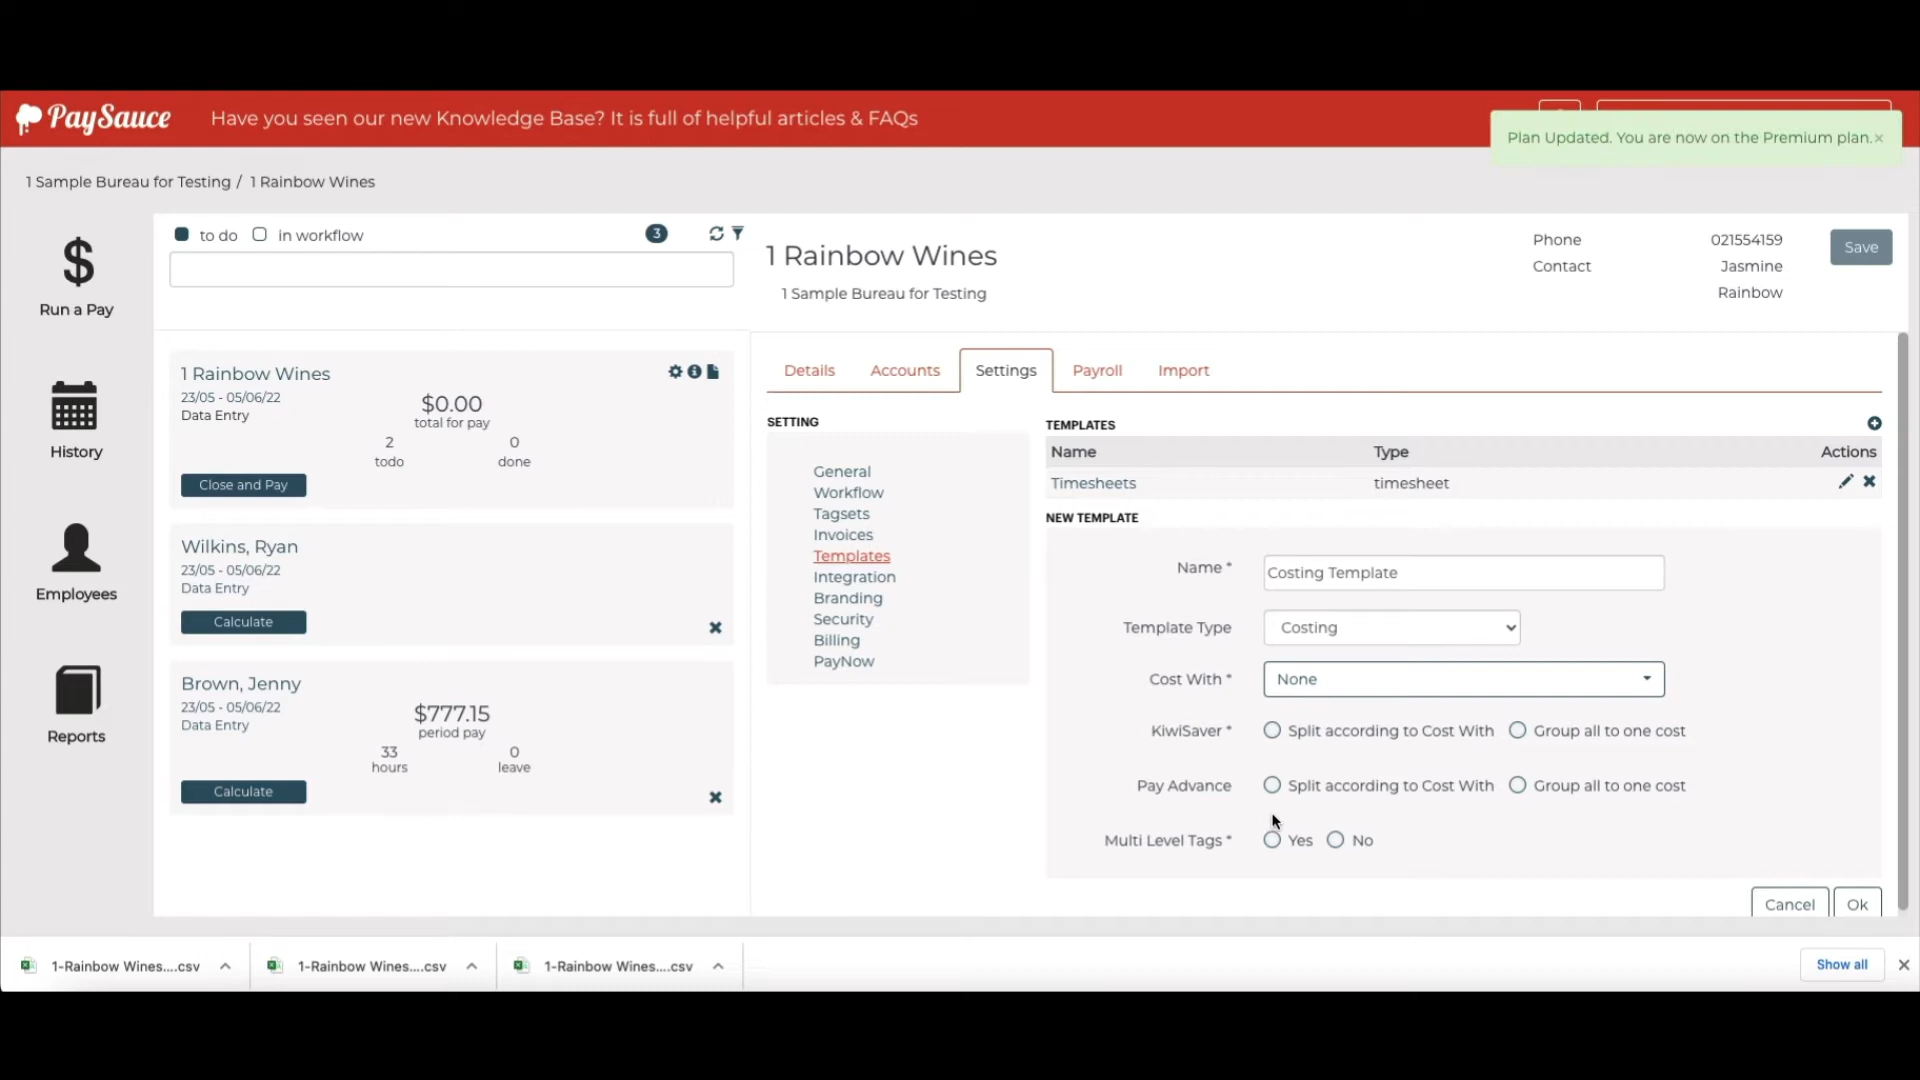 PaySauce
Have you seen our new Knowledge Base? It is full of helpful articles & FAQs
Plan Updated. You are now on the Premium plan.×
1 Sample Bureau for Testing / 1 Rainbow Wines
Run a Pay
History
Employees
Reports
to do in workflow
3
1 Rainbow Wines
23/05 - 05/06/22
Data Entry
$0.00
total for pay
2 0
todo done
Close and Pay
Wilkins, Ryan
23/05 - 05/06/22
Data Entry
Calculate
Brown, Jenny
23/05 - 05/06/22
Data Entry
$777.15
period pay
33 0
hours leave
Calculate
1 Rainbow Wines
1 Sample Bureau for Testing
Phone 021554159
Contact Jasmine
Rainbow
Save
Details Accounts Settings Payroll Import
SETTING
General
Workflow
Tagsets
Invoices
Templates
Integration
Branding
Security
Billing
PayNow
TEMPLATES
Name Type Actions
Timesheets timesheet
NEW TEMPLATE
Name * Costing Template
Template Type Costing
Cost With * None
KiwiSaver * Split according to Cost With Group all to one cost
Pay Advance Split according to Cost With Group all to one cost
Multi Level Tags * Yes No
Cancel Ok
1-Rainbow Wines....csv 1-Rainbow Wines....csv 1-Rainbow Wines....csv Show all